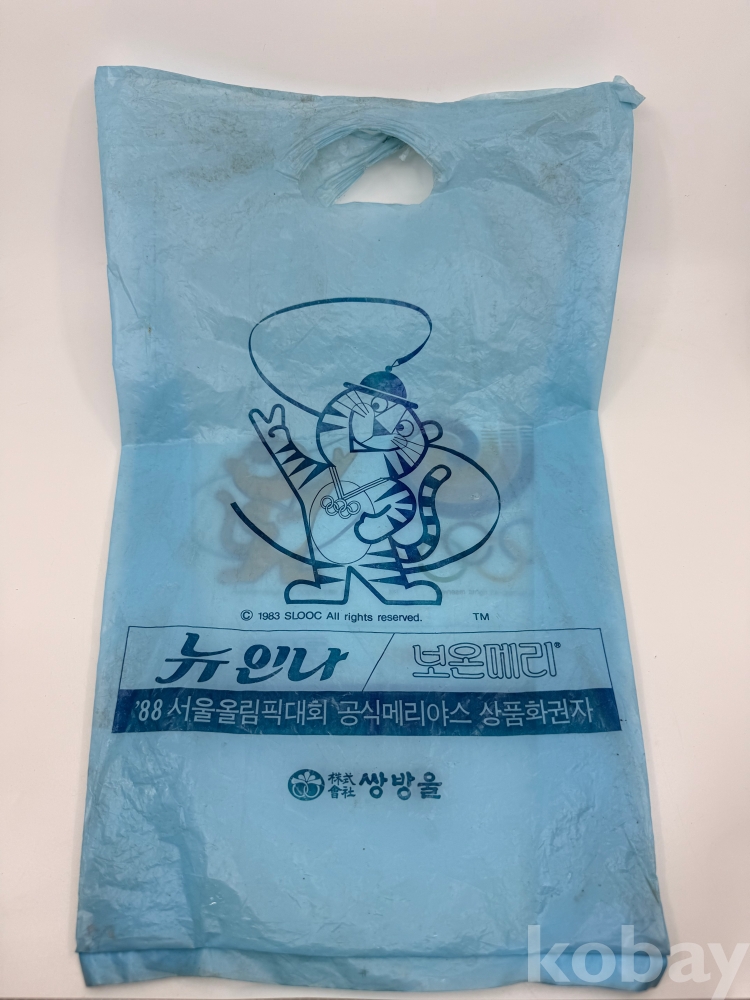 © 1983 SLOOC All rights reserved. TM
뉴인나 / 보온메리®
'88 서울올림픽대회 공식메리야스 상품화권자
株式會社 쌍방울
kobay